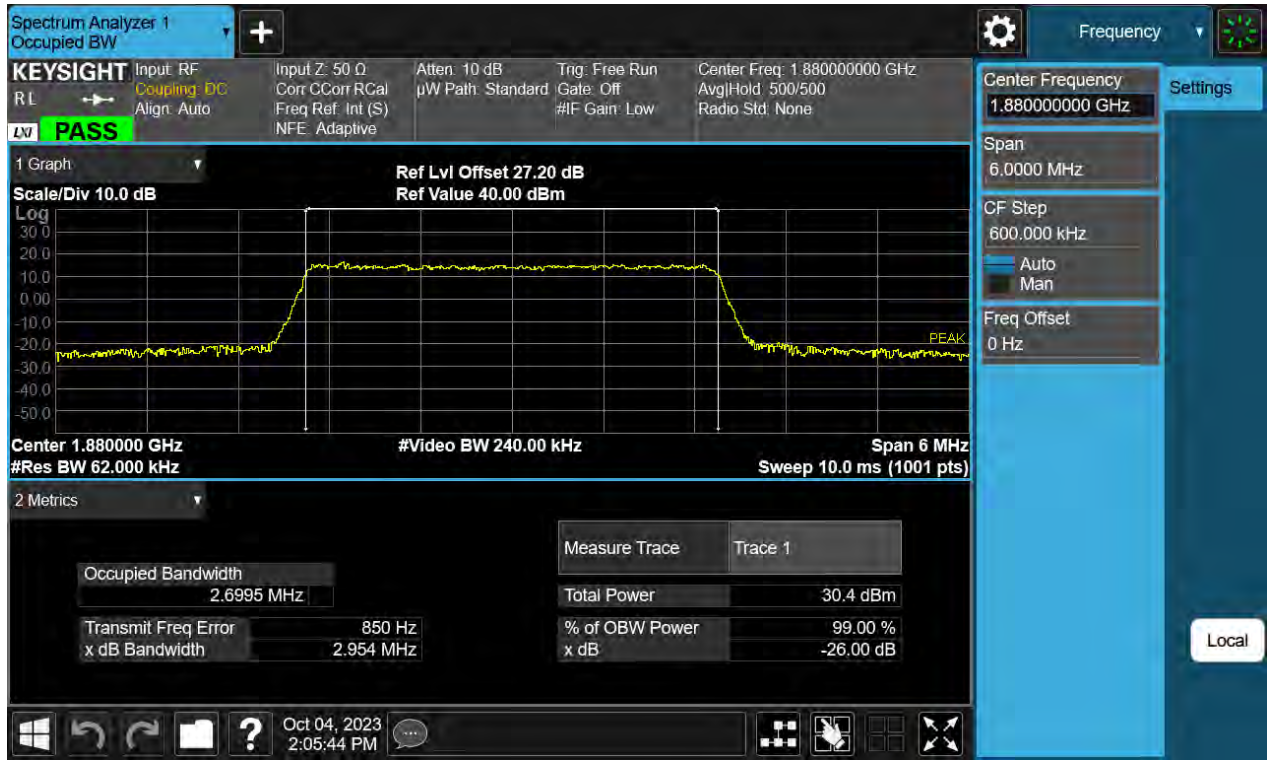 Spectrum Analyzer 1
Occupied BW
+
Frequency
KEYSIGHT
RL
LXI
PASS
Input: RF
Coupling: DC
Align: Auto
Input Z: 50 Ω
Corr CCorr RCal
Freq Ref: Int (S)
NFE: Adaptive
Atten: 10 dB
µW Path: Standard
Trig: Free Run
Gate: Off
#IF Gain: Low
Center Freq: 1.880000000 GHz
Avg|Hold: 500/500
Radio Std: None
Center Frequency
1.880000000 GHz
Settings
Span
6.0000 MHz
CF Step
600.000 kHz
Auto
Man
Freq Offset
0 Hz
Local
1 Graph
Scale/Div 10.0 dB
Ref Lvl Offset 27.20 dB
Ref Value 40.00 dBm
Log
30.0
20.0
10.0
0.00
-10.0
-20.0
-30.0
-40.0
-50.0
PEAK
Center 1.880000 GHz
#Video BW 240.00 kHz
Span 6 MHz
#Res BW 62.000 kHz
Sweep 10.0 ms (1001 pts)
2 Metrics
Measure Trace Trace 1
Occupied Bandwidth
2.6995 MHz
Total Power 30.4 dBm
Transmit Freq Error 850 Hz
% of OBW Power 99.00 %
x dB Bandwidth 2.954 MHz
x dB -26.00 dB
?
Oct 04, 2023
2:05:44 PM